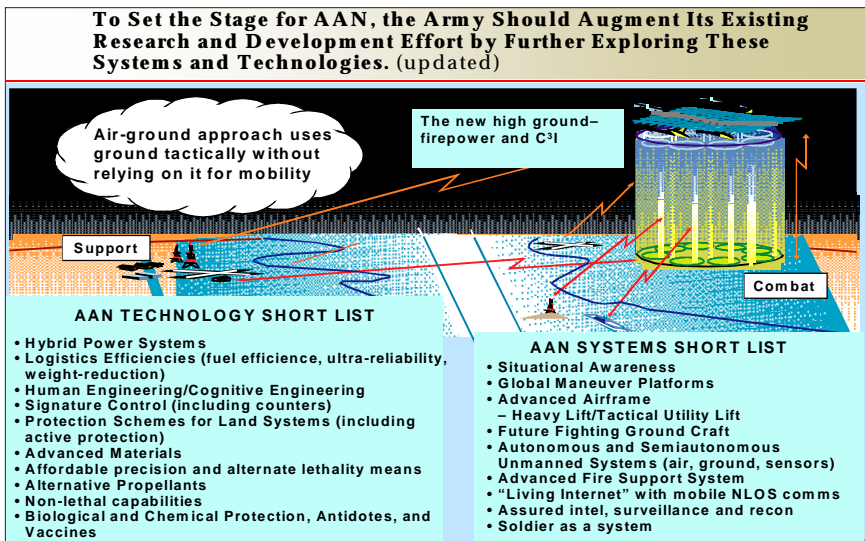 To Set the Stage for AAN, the Army Should Augment Its Existing
Research and Development Effort by Further Exploring These
Systems and Technologies. (updated)
Air-ground approach uses
ground tactically without
relying on it for mobility
The new high ground–
firepower and C³I
Support
Combat
AAN TECHNOLOGY SHORT LIST
• Hybrid Power Systems
• Logistics Efficiencies (fuel efficience, ultra-reliability,
weight-reduction)
• Human Engineering/Cognitive Engineering
• Signature Control (including counters)
• Protection Schemes for Land Systems (including
active protection)
• Advanced Materials
• Affordable precision and alternate lethality means
• Alternative Propellants
• Non-lethal capabilities
• Biological and Chemical Protection, Antidotes, and
Vaccines
AAN SYSTEMS SHORT LIST
• Situational Awareness
• Global Maneuver Platforms
• Advanced Airframe
– Heavy Lift/Tactical Utility Lift
• Future Fighting Ground Craft
• Autonomous and Semiautonomous
Unmanned Systems (air, ground, sensors)
• Advanced Fire Support System
• “Living Internet” with mobile NLOS comms
• Assured intel, surveillance and recon
• Soldier as a system